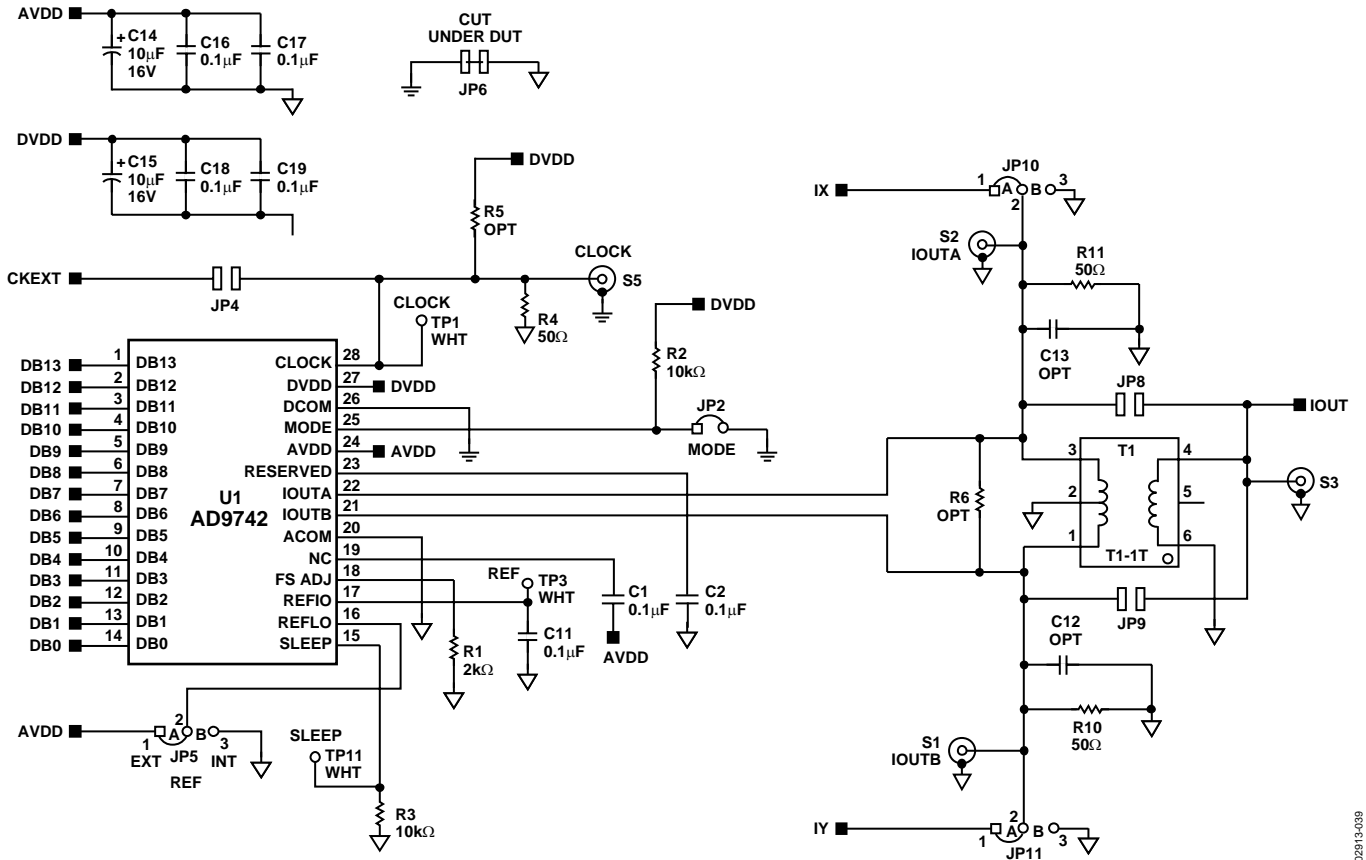 AVDD
+ C14
10µF
16V
C16
0.1µF
C17
0.1µF
CUT
UNDER DUT
JP6
DVDD
+ C15
10µF
16V
C18
0.1µF
C19
0.1µF
DVDD
R5
OPT
CKEXT
JP4
CLOCK
S5
CLOCK
TP1
WHT
R4
50Ω
DVDD
R2
10kΩ
JP2
MODE
DB13 1 DB13
DB12 2 DB12
DB11 3 DB11
DB10 4 DB10
DB9 5 DB9
DB8 6 DB8
DB7 7 DB7
DB6 8 DB6
DB5 9 DB5
DB4 10 DB4
DB3 11 DB3
DB2 12 DB2
DB1 13 DB1
DB0 14 DB0
U1
AD9742
CLOCK 28
DVDD 27 DVDD
DCOM 26
MODE 25
AVDD 24 AVDD
RESERVED 23
IOUTA 22
IOUTB 21
ACOM 20
NC 19
FS ADJ 18
REFIO 17
REFLO 16
SLEEP 15
REF
TP3
WHT
C11
0.1µF
R1
2kΩ
C1
0.1µF
AVDD
C2
0.1µF
AVDD
1 2 3
A B
EXT JP5 INT
REF
SLEEP
TP11
WHT
R3
10kΩ
JP10
IX
1 A B 3
2
S2
IOUTA
R11
50Ω
C13
OPT
JP8
IOUT
R6
OPT
3 T1 4
2 5
1 6
T1-1T
S3
JP9
C12
OPT
R10
50Ω
S1
IOUTB
IY
2
1 A B 3
JP11
02913-039